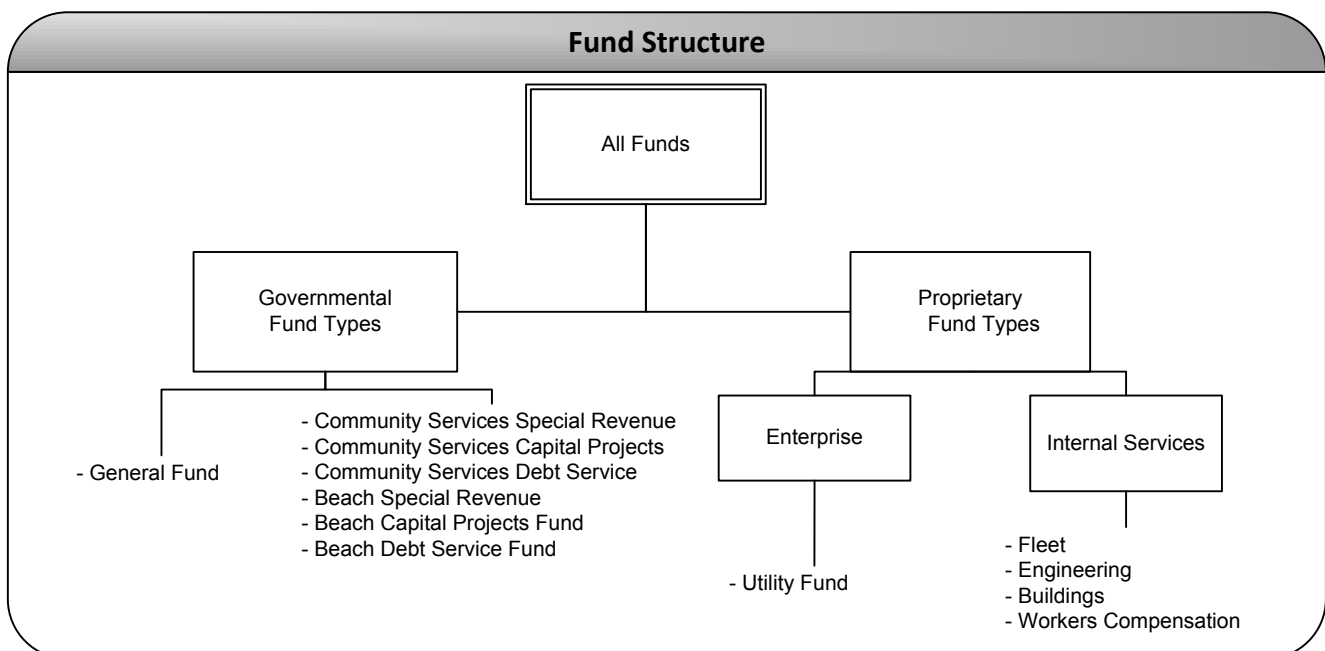 Fund Structure
All Funds
Governmental
Fund Types
Proprietary
Fund Types
- General Fund
- Community Services Special Revenue
- Community Services Capital Projects
- Community Services Debt Service
- Beach Special Revenue
- Beach Capital Projects Fund
- Beach Debt Service Fund
Enterprise
Internal Services
- Utility Fund
- Fleet
- Engineering
- Buildings
- Workers Compensation